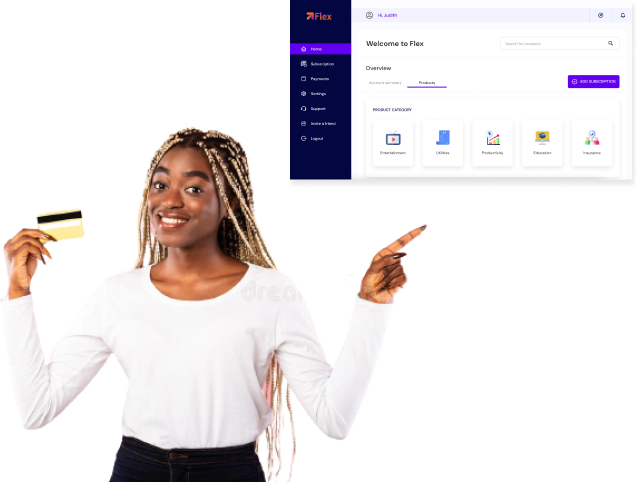 Flex
Hi, Judith
Home
Subscription
Payments
Settings
Support
Invite a friend
Logout
Welcome to Flex
Search for products
Overview
Account summary
Products
ADD SUBSCRIPTION
PRODUCT CATEGORY
Entertainment
Utilities
Productivity
Education
Insurance